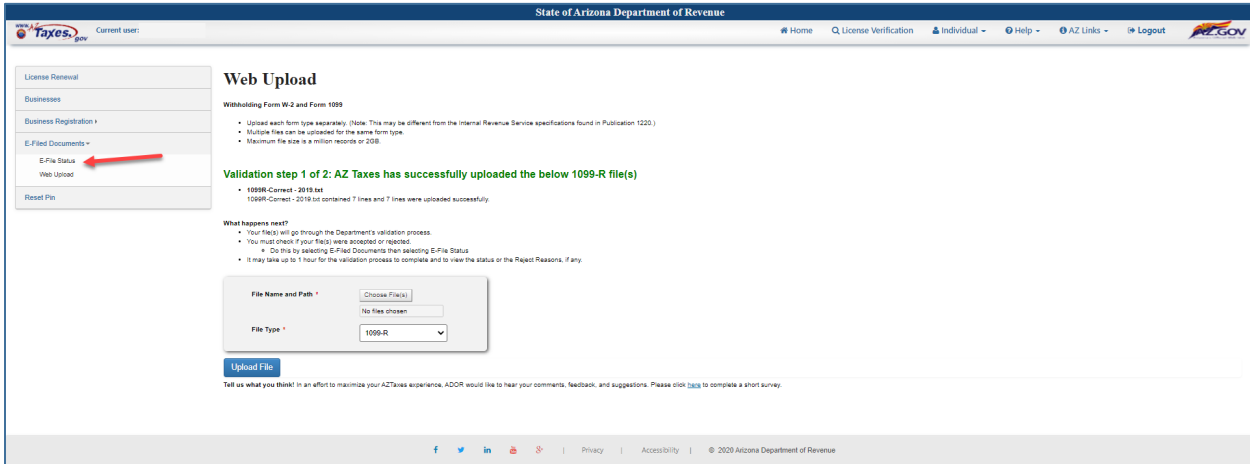 State of Arizona Department of Revenue
www.AZ Taxes.gov Current user: Home License Verification Individual Help AZ Links Logout AZ.GOV
License Renewal
Businesses
Business Registration
E-Filed Documents
E-File Status
Web Upload
Reset Pin
Web Upload
Withholding Form W-2 and Form 1099
• Upload each form type separately. (Note: This may be different from the Internal Revenue Service specifications found in Publication 1220.)
• Multiple files can be uploaded for the same form type.
• Maximum file size is a million records or 2GB.
Validation step 1 of 2: AZ Taxes has successfully uploaded the below 1099-R file(s)
• 1099R-Correct - 2019.txt
1099R-Correct - 2019.txt contained 7 lines and 7 lines were uploaded successfully.
What happens next?
• Your file(s) will go through the Department's validation process.
• You must check if your file(s) were accepted or rejected.
Do this by selecting E-Filed Documents then selecting E-File Status
• It may take up to 1 hour for the validation process to complete and to view the status or the Reject Reasons, if any.
File Name and Path * Choose File(s)
No files chosen
File Type * 1099-R
Upload File
Tell us what you think! In an effort to maximize your AZTaxes experience, ADOR would like to hear your comments, feedback, and suggestions. Please click here to complete a short survey.
| Privacy | Accessibility | © 2020 Arizona Department of Revenue